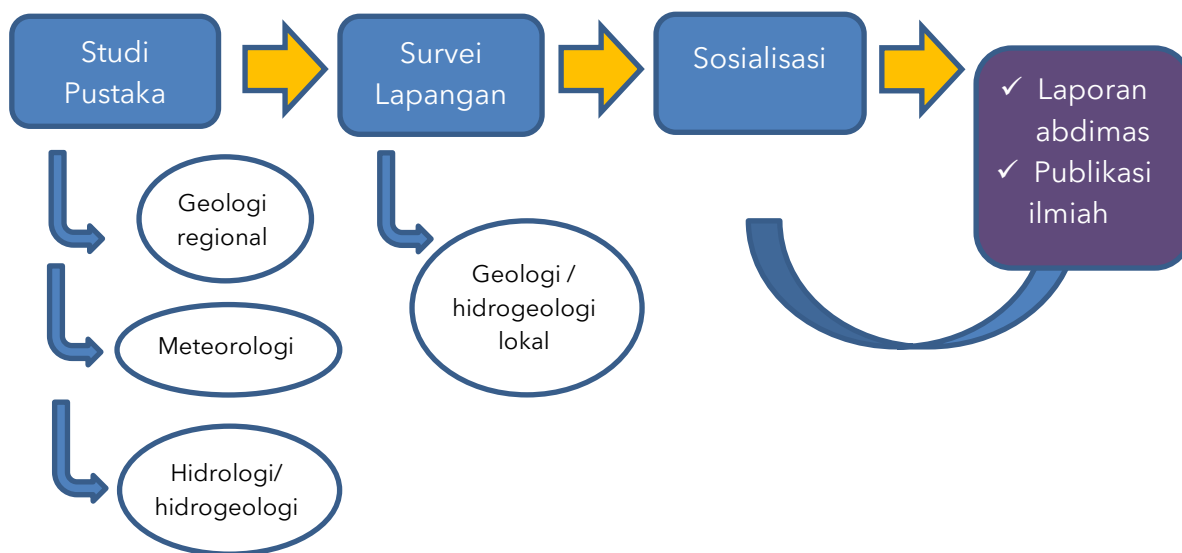 Studi
Pustaka
Survei
Lapangan
Sosialisasi
✓ Laporan
abdimas
✓ Publikasi
ilmiah
Geologi
regional
Meteorologi
Hidrologi/
hidrogeologi
Geologi /
hidrogeologi
lokal